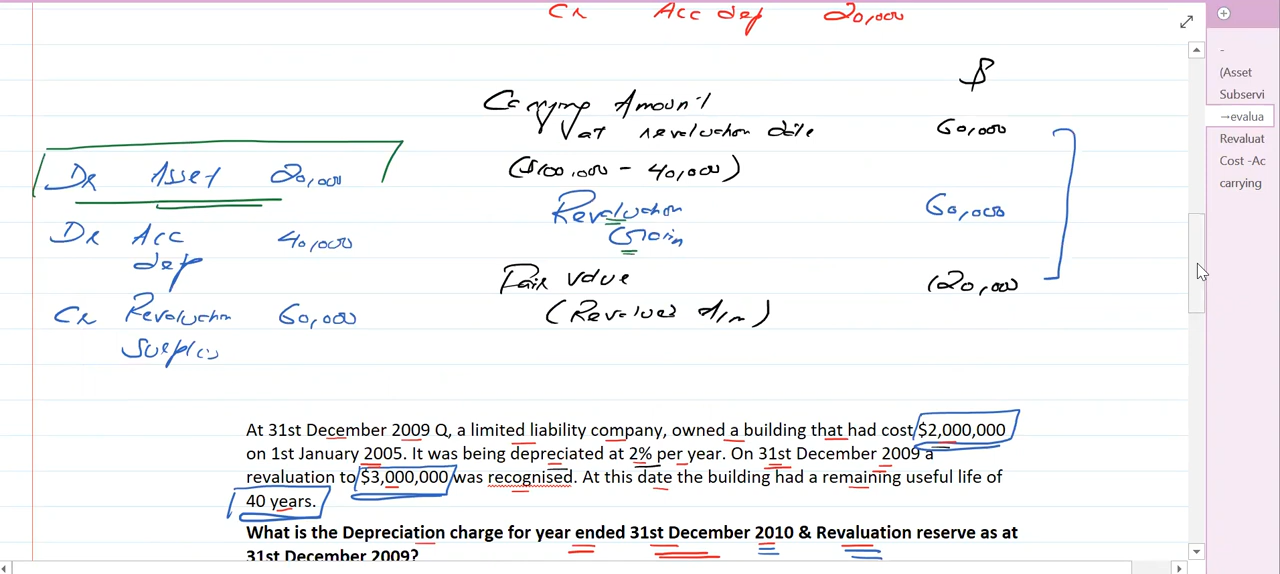 CR Acc dep 20,000
$
Carrying Amount
at revaluation date 60,000
($100,000 - 40,000)
Revaluation 60,000
Gain
Fair value 120,000
(Revalued A/m)
DR Asset 20,000
DR Acc 40,000
dep
CR Revaluation 60,000
Surplus
At 31st December 2009 Q, a limited liability company, owned a building that had cost $2,000,000
on 1st January 2005. It was being depreciated at 2% per year. On 31st December 2009 a
revaluation to $3,000,000 was recognised. At this date the building had a remaining useful life of
40 years.
What is the Depreciation charge for year ended 31st December 2010 & Revaluation reserve as at
31st December 2009?
-
(Asset
Subservi
→evalua
Revaluat
Cost -Ac
carrying